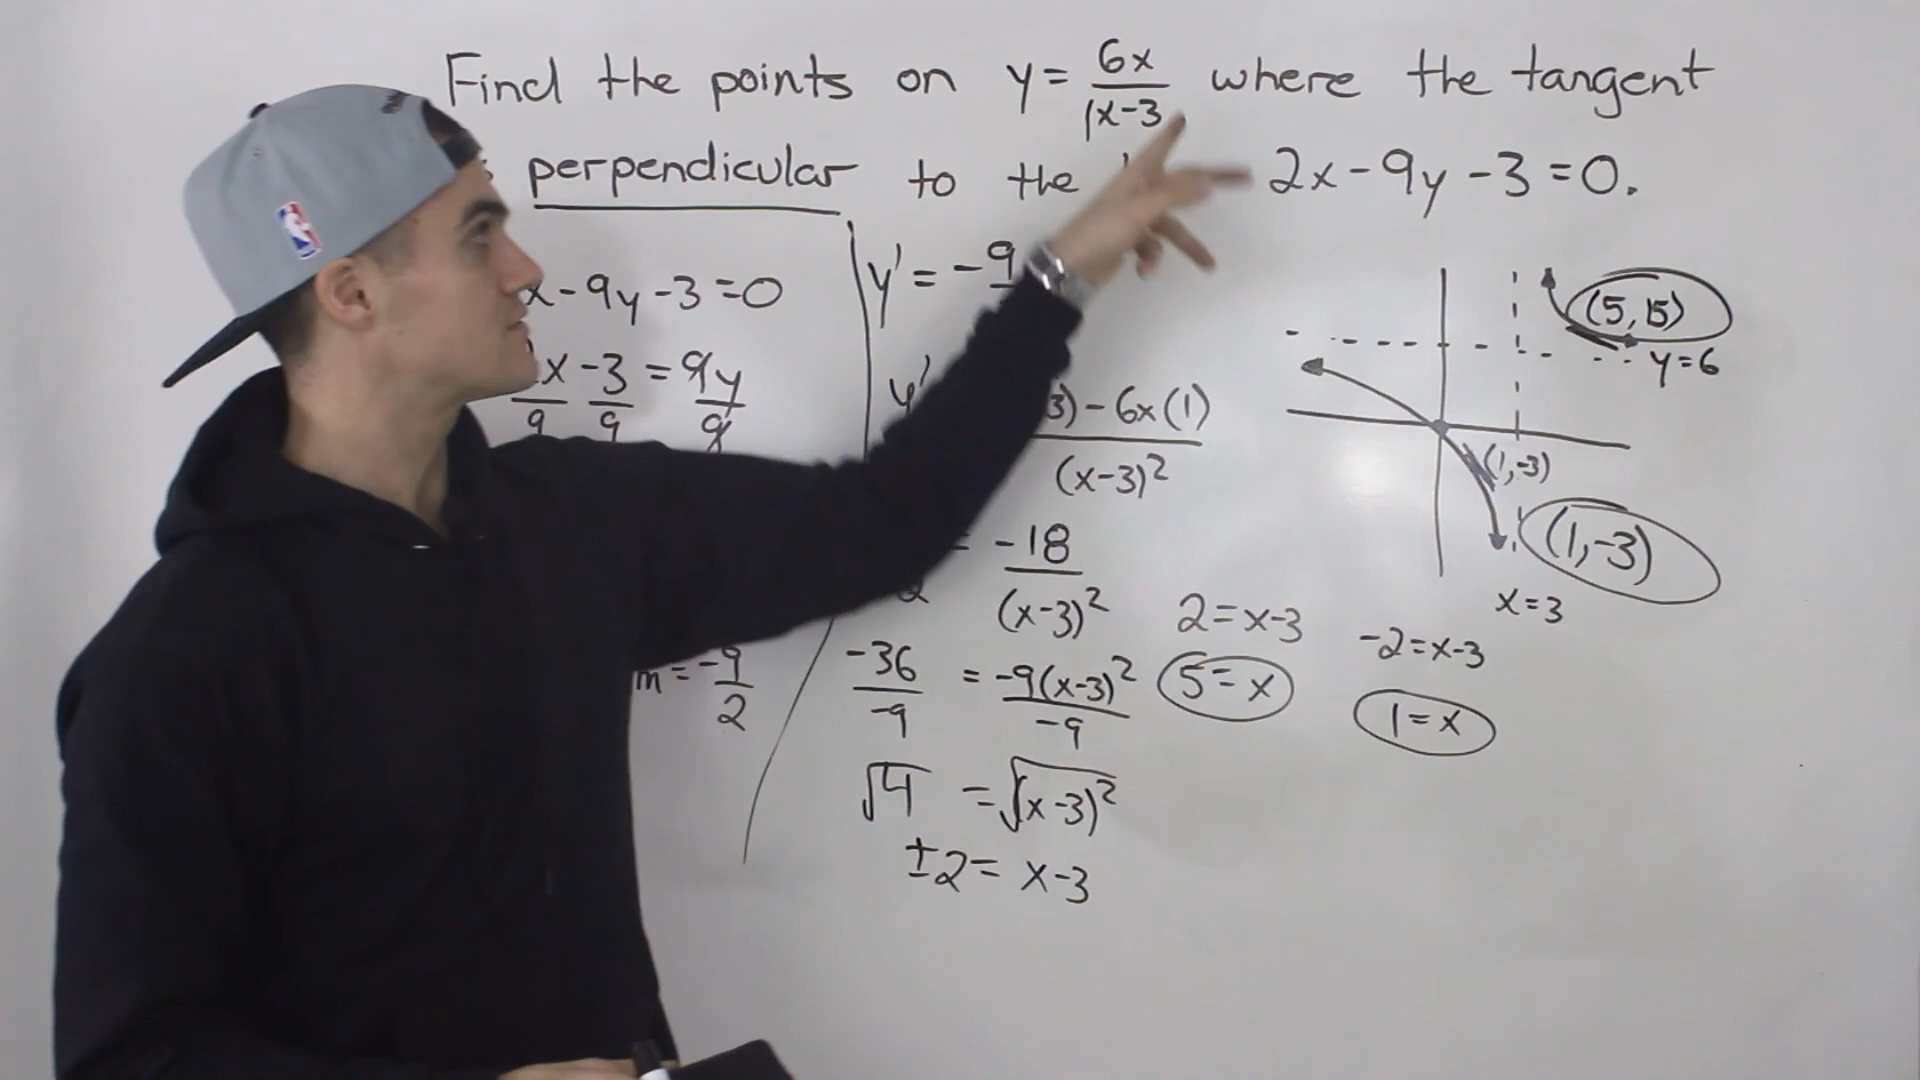 Find the points on y = 6x/1x-3 where the tangent
perpendicular to the 2x - 9y - 3 = 0.
x - 9y - 3 = 0
x - 3 = 9y
9 9 9
m = -9/2
y' = -9
y' 3) - 6x(1)
(x-3)²
= -18/(x-3)²
2
-36/-9 = -9(x-3)²/-9
√4 = √(x-3)²
±2 = x-3
2 = x-3
5 = x
-2 = x-3
1 = x
(5, 15)
y = 6
(1,-3)
(1,-3)
x = 3